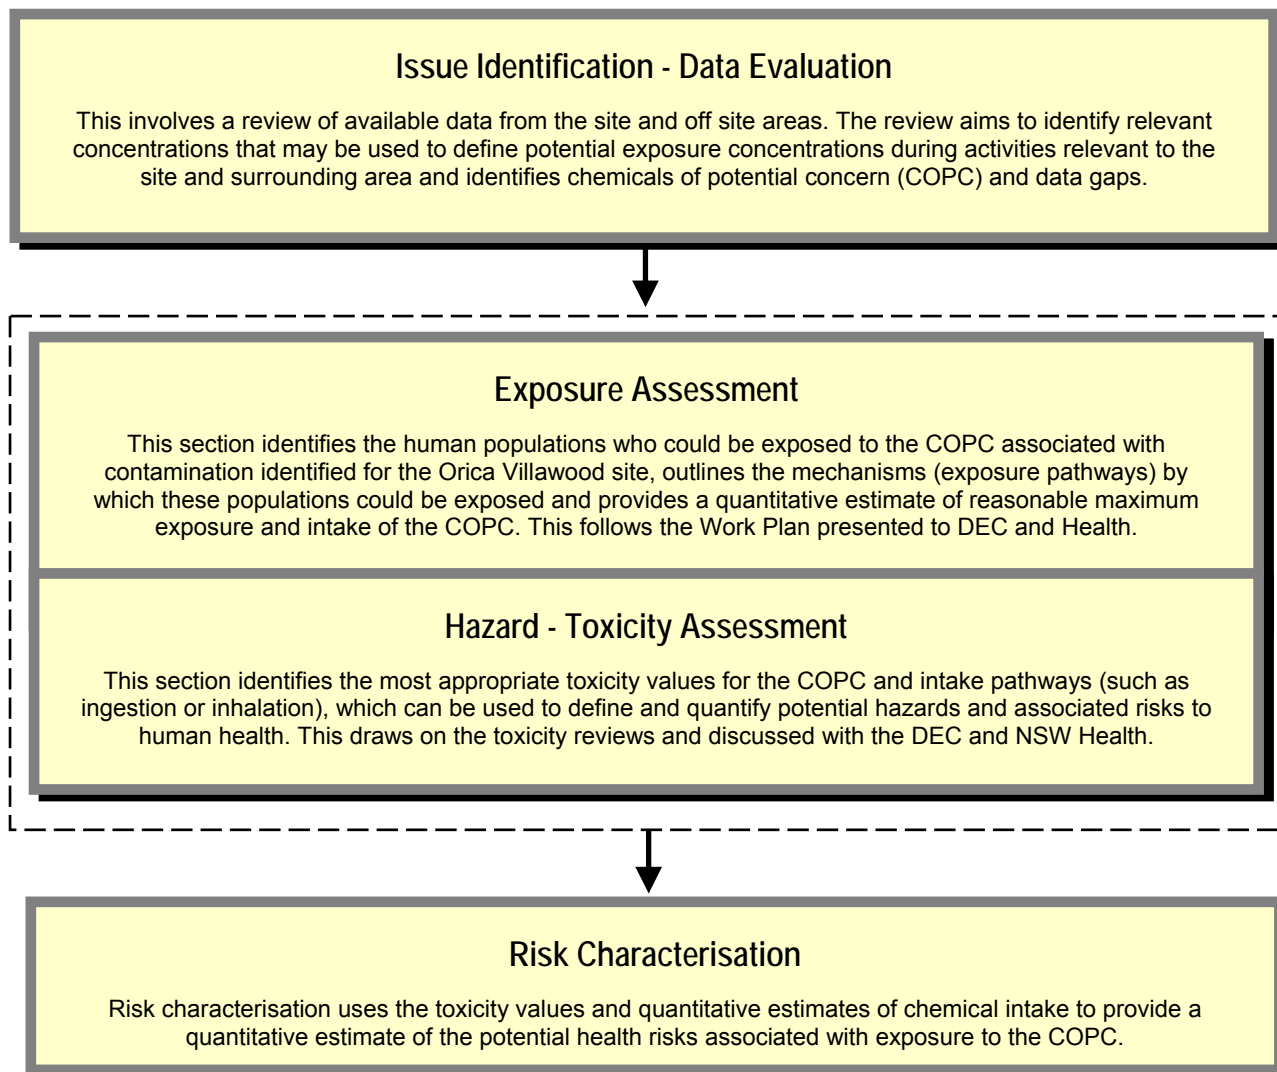 Issue Identification - Data Evaluation
This involves a review of available data from the site and off site areas. The review aims to identify relevant
concentrations that may be used to define potential exposure concentrations during activities relevant to the
site and surrounding area and identifies chemicals of potential concern (COPC) and data gaps.
Exposure Assessment
This section identifies the human populations who could be exposed to the COPC associated with
contamination identified for the Orica Villawood site, outlines the mechanisms (exposure pathways) by
which these populations could be exposed and provides a quantitative estimate of reasonable maximum
exposure and intake of the COPC. This follows the Work Plan presented to DEC and Health.
Hazard - Toxicity Assessment
This section identifies the most appropriate toxicity values for the COPC and intake pathways (such as
ingestion or inhalation), which can be used to define and quantify potential hazards and associated risks to
human health. This draws on the toxicity reviews and discussed with the DEC and NSW Health.
Risk Characterisation
Risk characterisation uses the toxicity values and quantitative estimates of chemical intake to provide a
quantitative estimate of the potential health risks associated with exposure to the COPC.